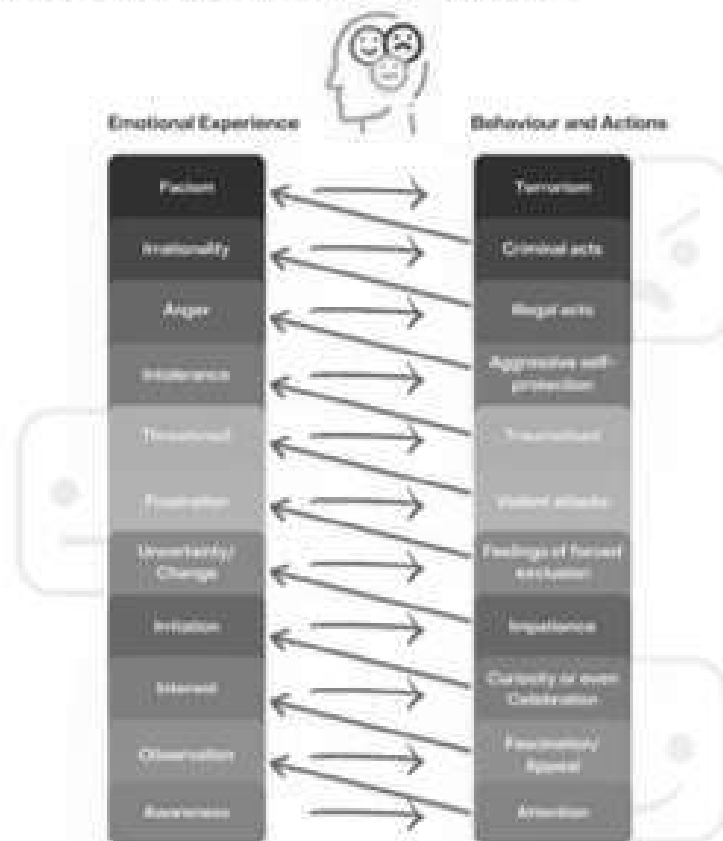 Emotional Experience
Behaviour and Actions
Terrorism
Irrationality
Criminal acts
Anger
Illegal acts
Intolerance
Aggressive self-
protection
Threatened
Traumatised
Frustration
Violent attacks
Uncertainty/
Change
Feelings of forced
exclusion
Irritation
Impatience
Interest
Curiosity or even
Celebration
Observation
Fascination/
Appeal
Awareness
Attention